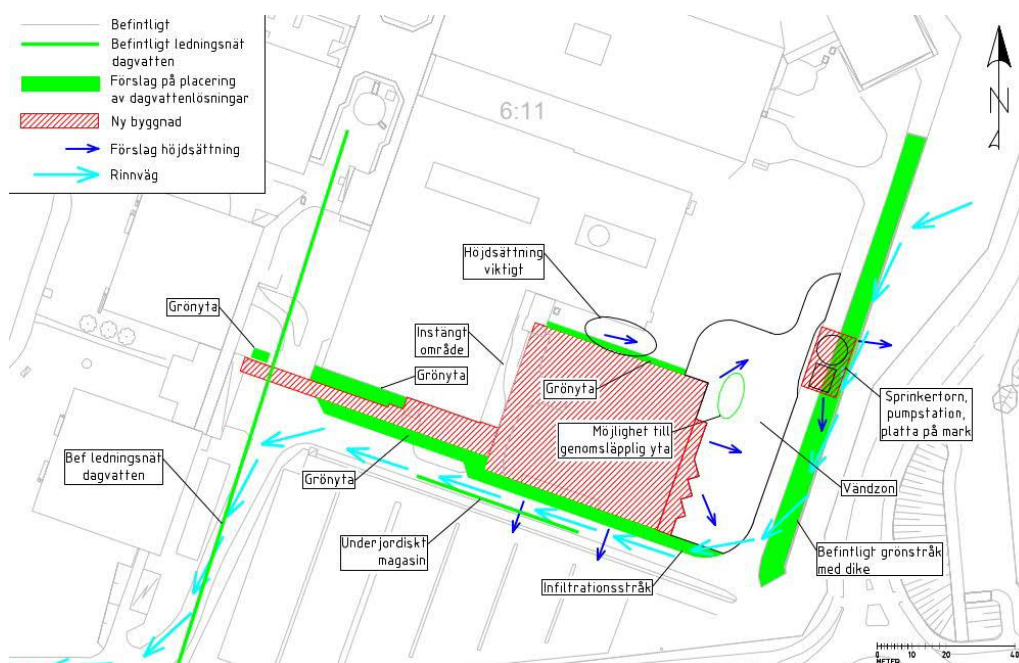 Befintligt
Befintligt ledningsnät
dagvatten
Förslag på placering
av dagvattenlösningar
Ny byggnad
Förslag höjdsättning
Rinnväg
6:11
N
Höjdsättning
viktigt
Grönyta
Instängt
område
Grönyta
Grönyta
Sprinkertorn,
pumpstation,
platta på mark
Möjlighet till
genomsläpplig yta
Bef ledningsnät
dagvatten
Grönyta
Vändzon
Underjordiskt
magasin
Befintligt grönstråk
med dike
Infiltrationsstråk
0 10 20 40
METER